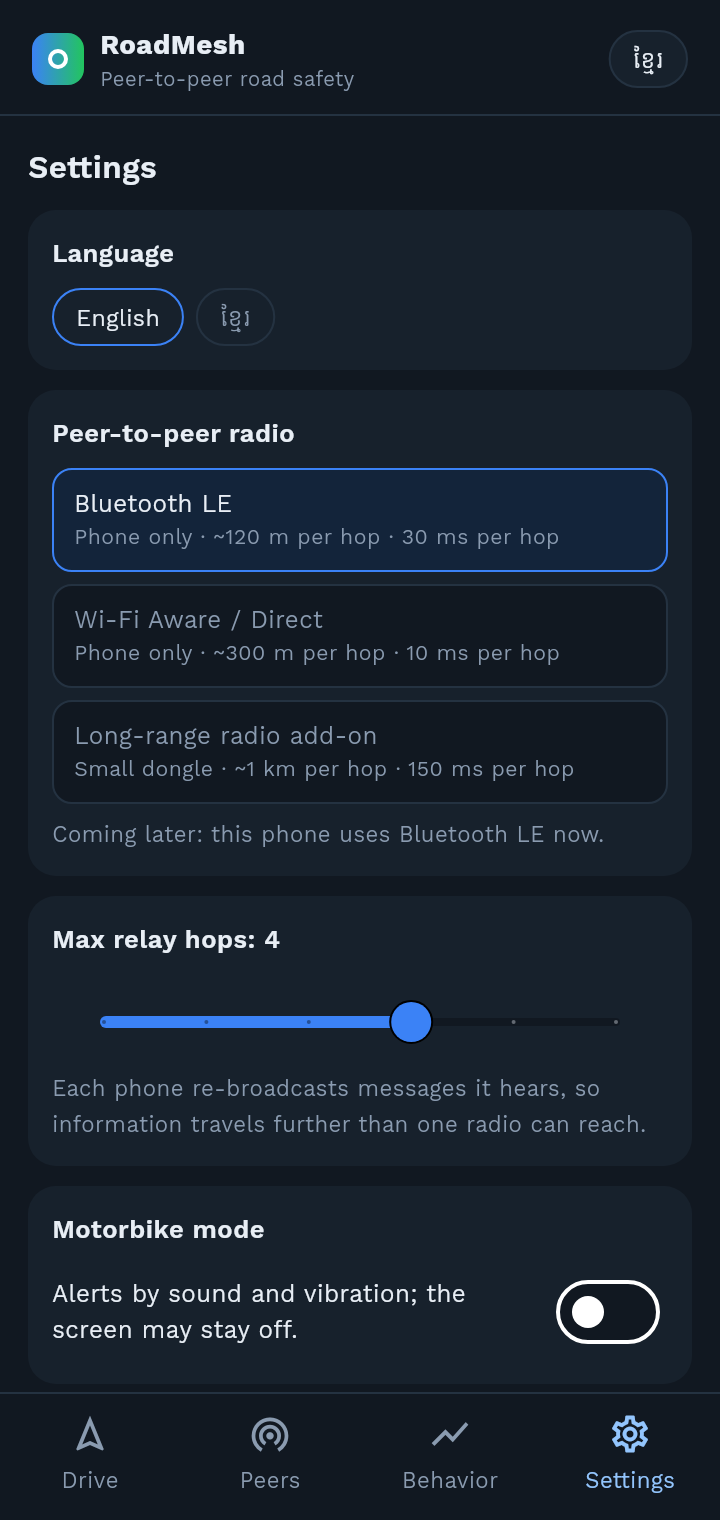 RoadMesh
Peer-to-peer road safety
ខ្មែរ
Settings
Language
English
ខ្មែរ
Peer-to-peer radio
Bluetooth LE
Phone only · ~120 m per hop · 30 ms per hop
Wi-Fi Aware / Direct
Phone only · ~300 m per hop · 10 ms per hop
Long-range radio add-on
Small dongle · ~1 km per hop · 150 ms per hop
Coming later: this phone uses Bluetooth LE now.
Max relay hops: 4
Each phone re-broadcasts messages it hears, so
information travels further than one radio can reach.
Motorbike mode
Alerts by sound and vibration; the
screen may stay off.
Drive
Peers
Behavior
Settings